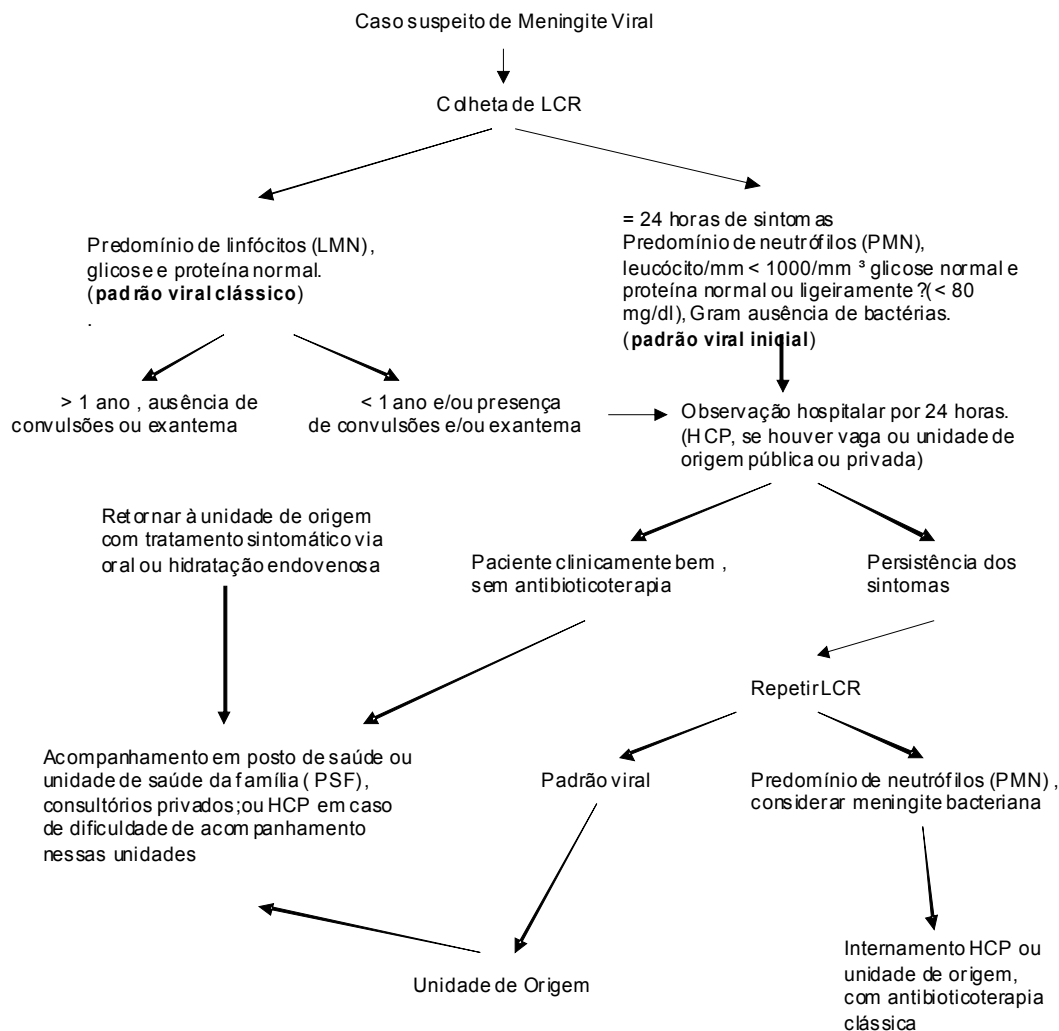 Caso suspeito de Meningite Viral
Colheta de LCR
Predomínio de linfócitos (LMN),
glicose e proteína normal.
(padrão viral clássico)
.
= 24 horas de sintomas
Predomínio de neutrófilos (PMN),
leucócito/mm < 1000/mm ³ glicose normal e
proteína normal ou ligeiramente ?(< 80
mg/dl), Gram ausência de bactérias.
(padrão viral inicial)
> 1 ano , ausência de
convulsões ou exantema
< 1 ano e/ou presença
de convulsões e/ou exantema
Observação hospitalar por 24 horas.
(HCP, se houver vaga ou unidade de
origem pública ou privada)
Retornar à unidade de origem
com tratamento sintomático via
oral ou hidratação endovenosa
Paciente clinicamente bem ,
sem antibioticoterapia
Persistência dos
sintomas
Repetir LCR
Acompanhamento em posto de saúde ou
unidade de saúde da família ( PSF),
consultórios privados;ou HCP em caso
de dificuldade de acompanhamento
nessas unidades
Padrão viral
Predomínio de neutrófilos (PMN) ,
considerar meningite bacteriana
Unidade de Origem
Internamento HCP ou
unidade de origem,
com antibioticoterapia
clássica